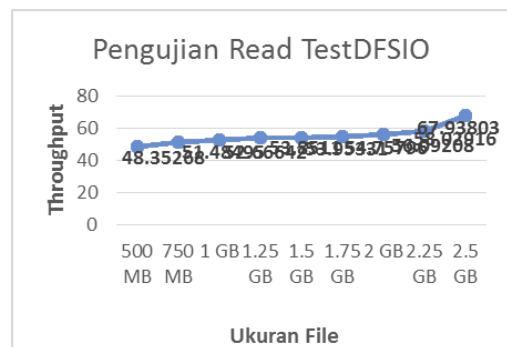 Pengujian Read TestDFSIO
Throughput
80
60
40
20
0
48.35268
67.93803
500 MB
750 MB
1 GB
1.25 GB
1.5 GB
1.75 GB
2 GB
2.25 GB
2.5 GB
Ukuran File